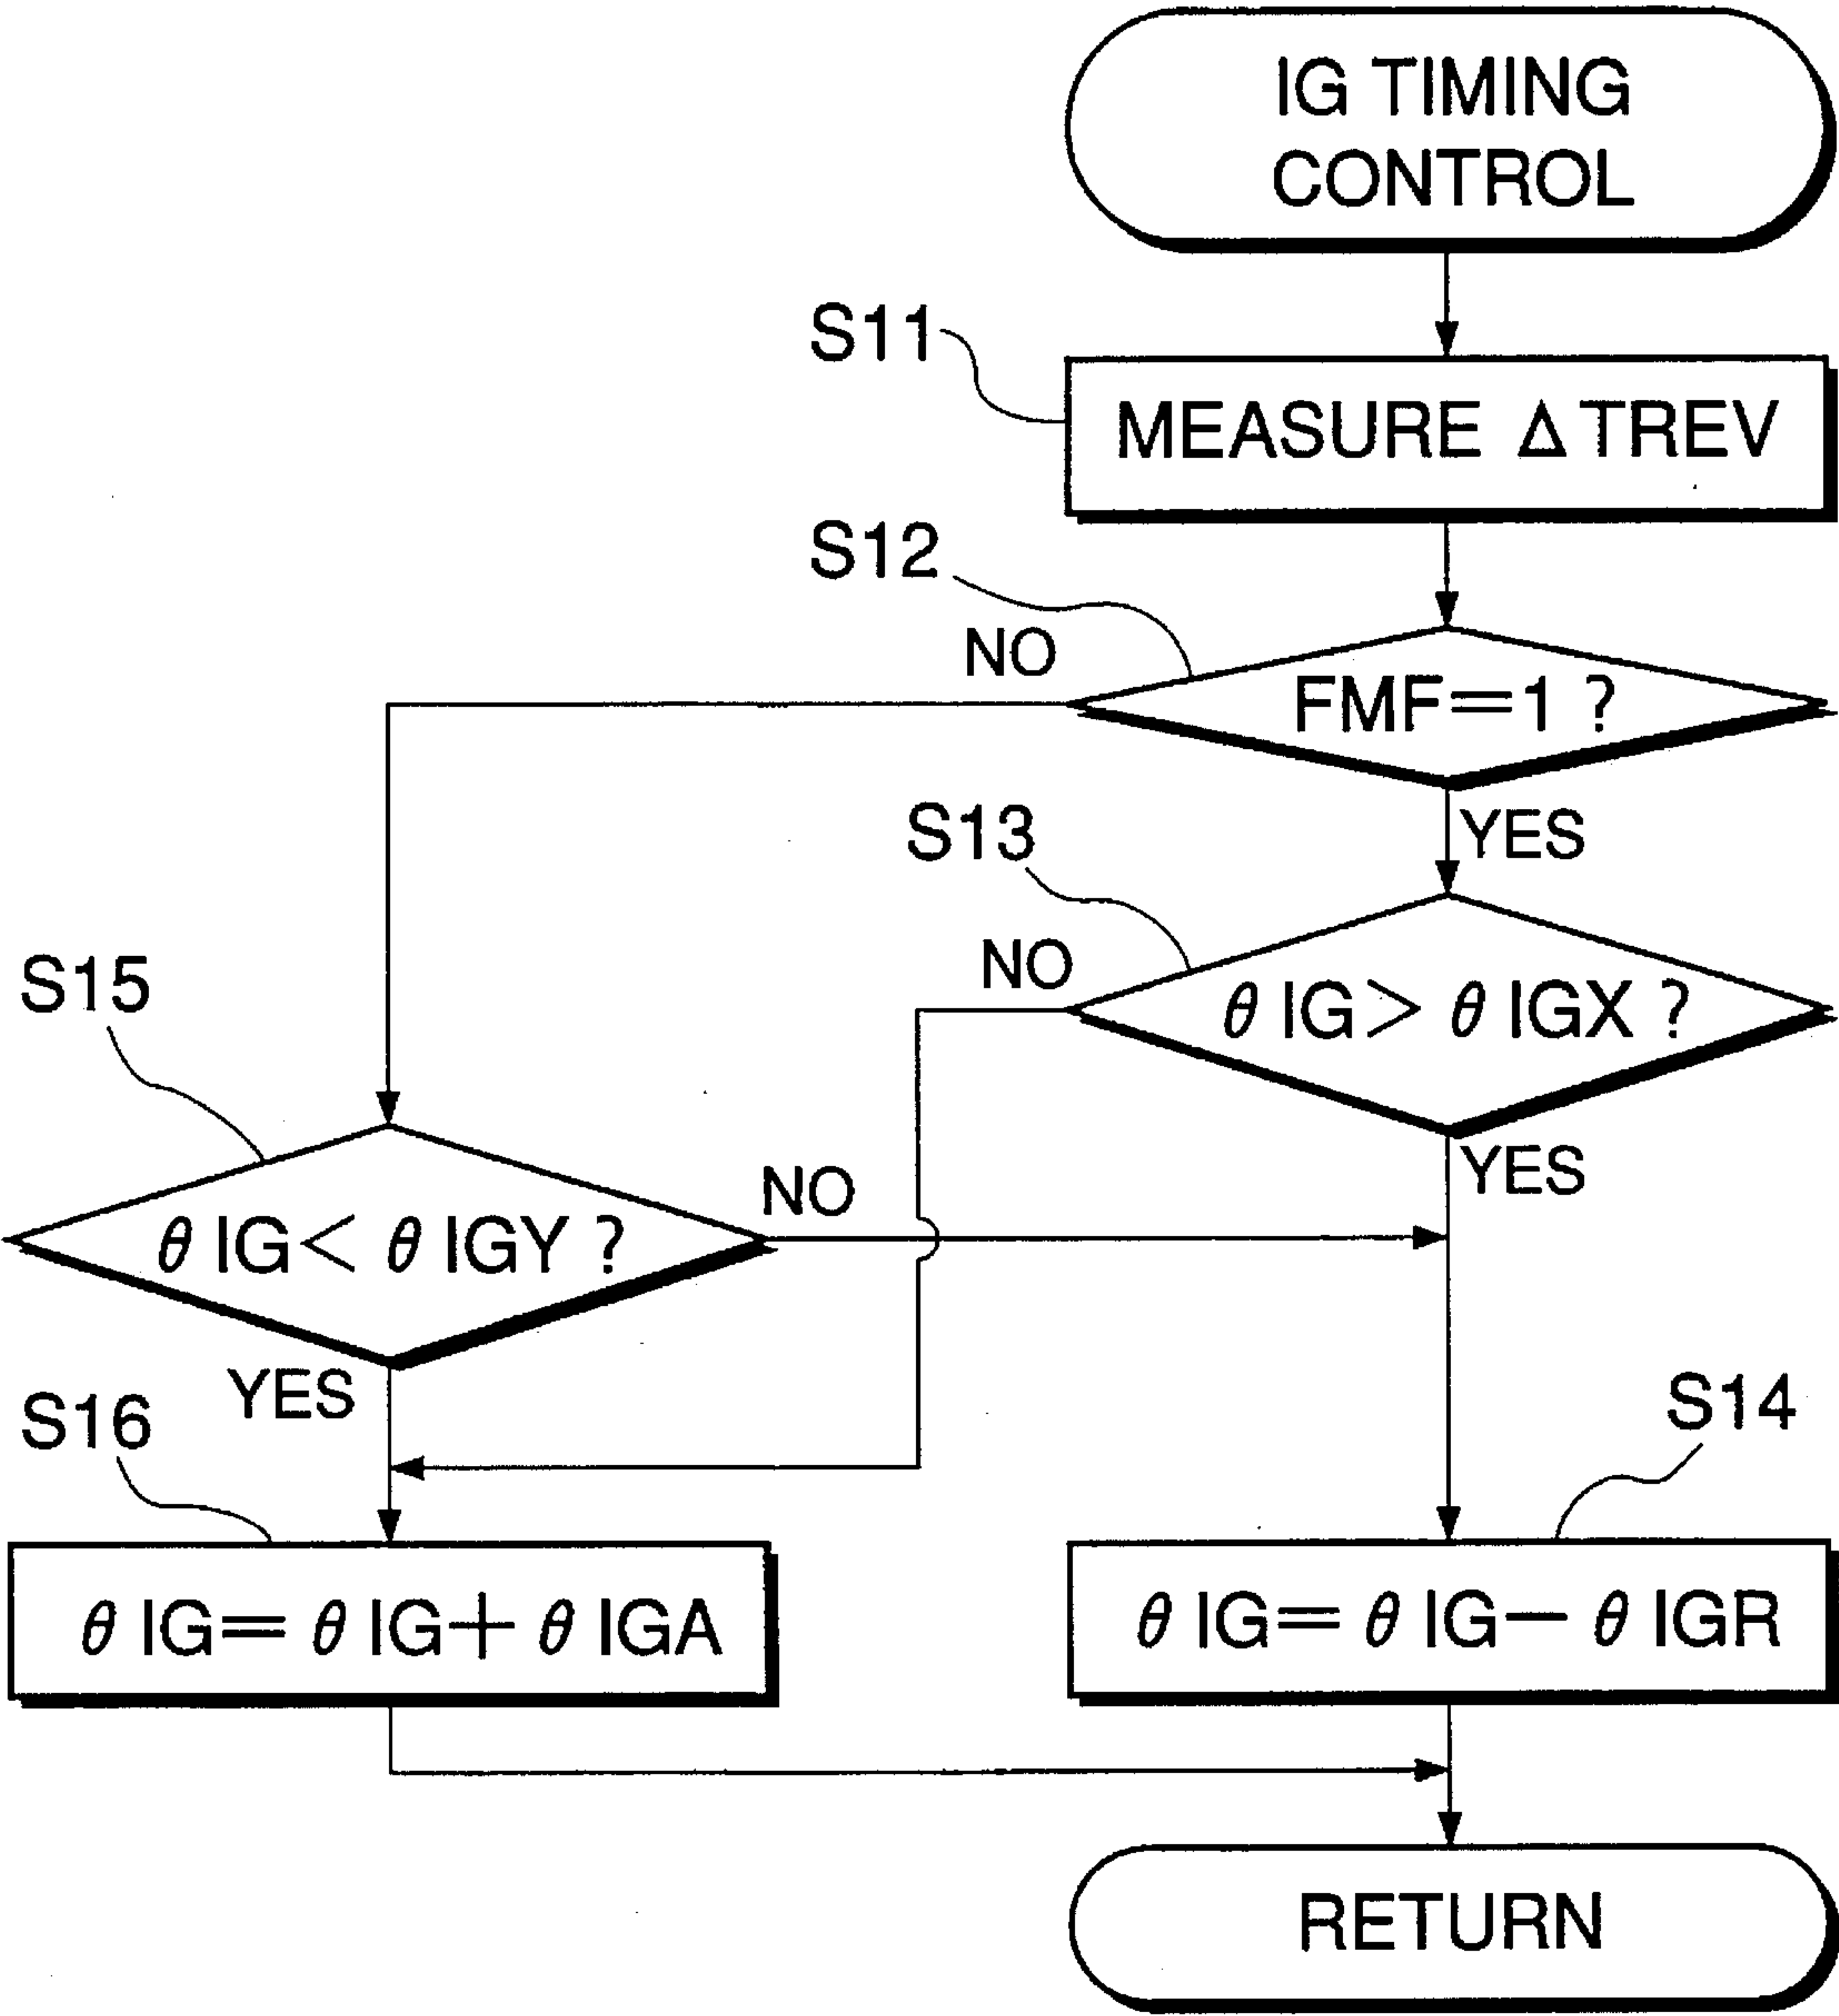 IG TIMING
CONTROL
S11
MEASURE Δ TREV
S12
NO
FMF=1 ?
YES
S13
NO
θ IG > θ IGX ?
YES
S15
θ IG < θ IGY ?
NO
YES
S16
θ IG = θ IG + θ IGA
S14
θ IG = θ IG − θ IGR
RETURN